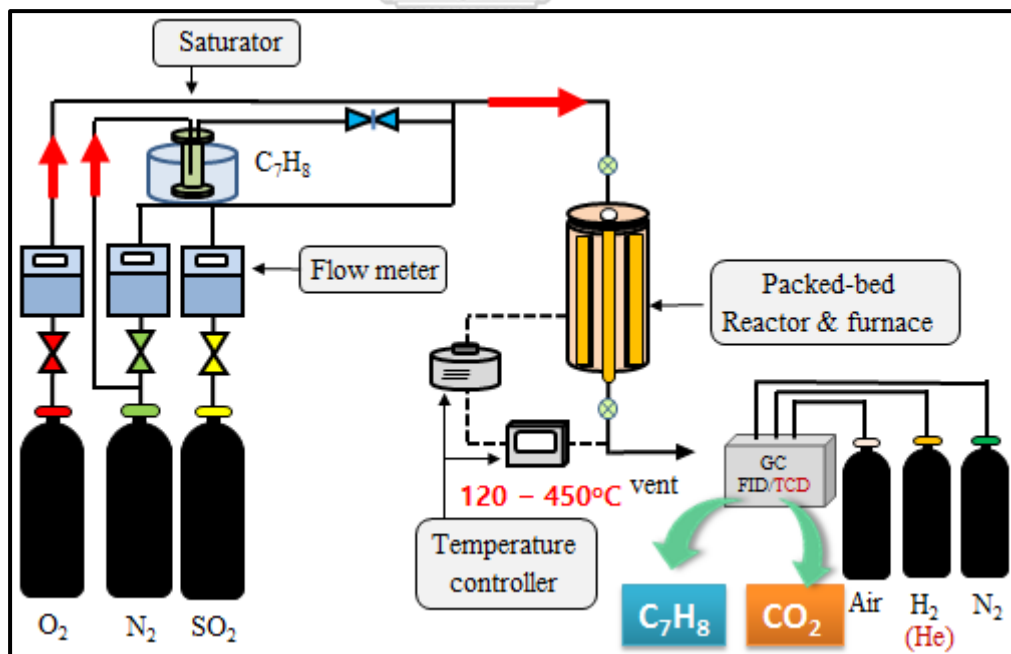 Saturator
C₇H₈
Flow meter
Packed-bed
Reactor & furnace
GC
FID/TCD
120 – 450°C
vent
Temperature
controller
O₂
N₂
SO₂
C₇H₈
CO₂
Air
H₂
(He)
N₂